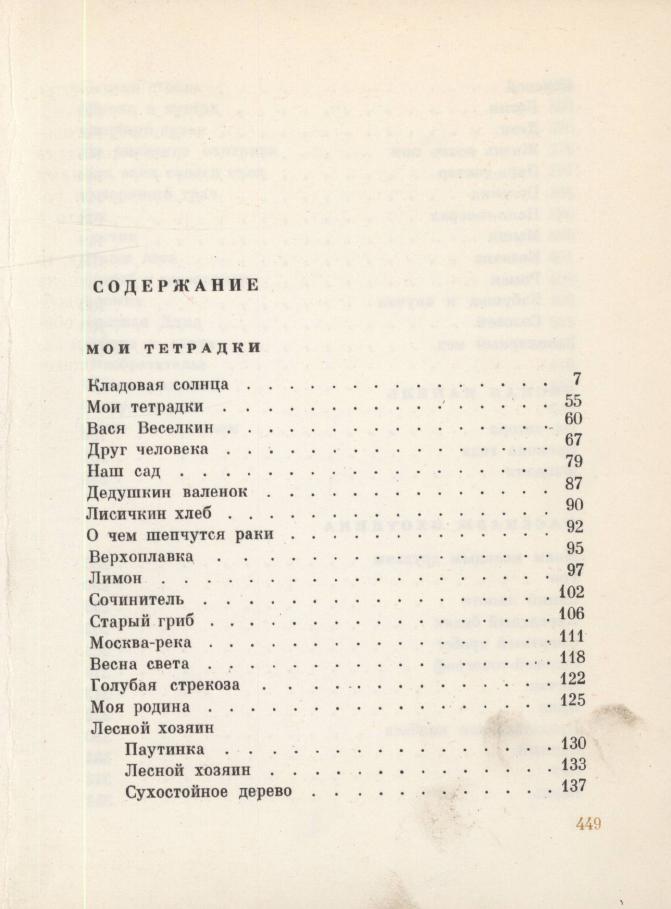 СОДЕРЖАНИЕ
МОИ ТЕТРАДКИ
Кладовая солнца . . . . . . . . . . . . . . . . 7
Мои тетрадки . . . . . . . . . . . . . . . . . 55
Вася Веселкин . . . . . . . . . . . . . . . . . 60
Друг человека . . . . . . . . . . . . . . . . . 67
Наш сад . . . . . . . . . . . . . . . . . . . 79
Дедушкин валенок . . . . . . . . . . . . . . . 87
Лисичкин хлеб . . . . . . . . . . . . . . . . . 90
О чем шепчутся раки . . . . . . . . . . . . . . 92
Верхоплавка . . . . . . . . . . . . . . . . . 95
Лимон . . . . . . . . . . . . . . . . . . . . 97
Сочинитель . . . . . . . . . . . . . . . . . . 102
Старый гриб . . . . . . . . . . . . . . . . . 106
Москва-река . . . . . . . . . . . . . . . . . 111
Весна света . . . . . . . . . . . . . . . . . 118
Голубая стрекоза . . . . . . . . . . . . . . . 122
Моя родина . . . . . . . . . . . . . . . . . . 125
Лесной хозяин
Паутинка . . . . . . . . . . . . . . . . . 130
Лесной хозяин . . . . . . . . . . . . . . 133
Сухостойное дерево . . . . . . . . . . . . 137
449